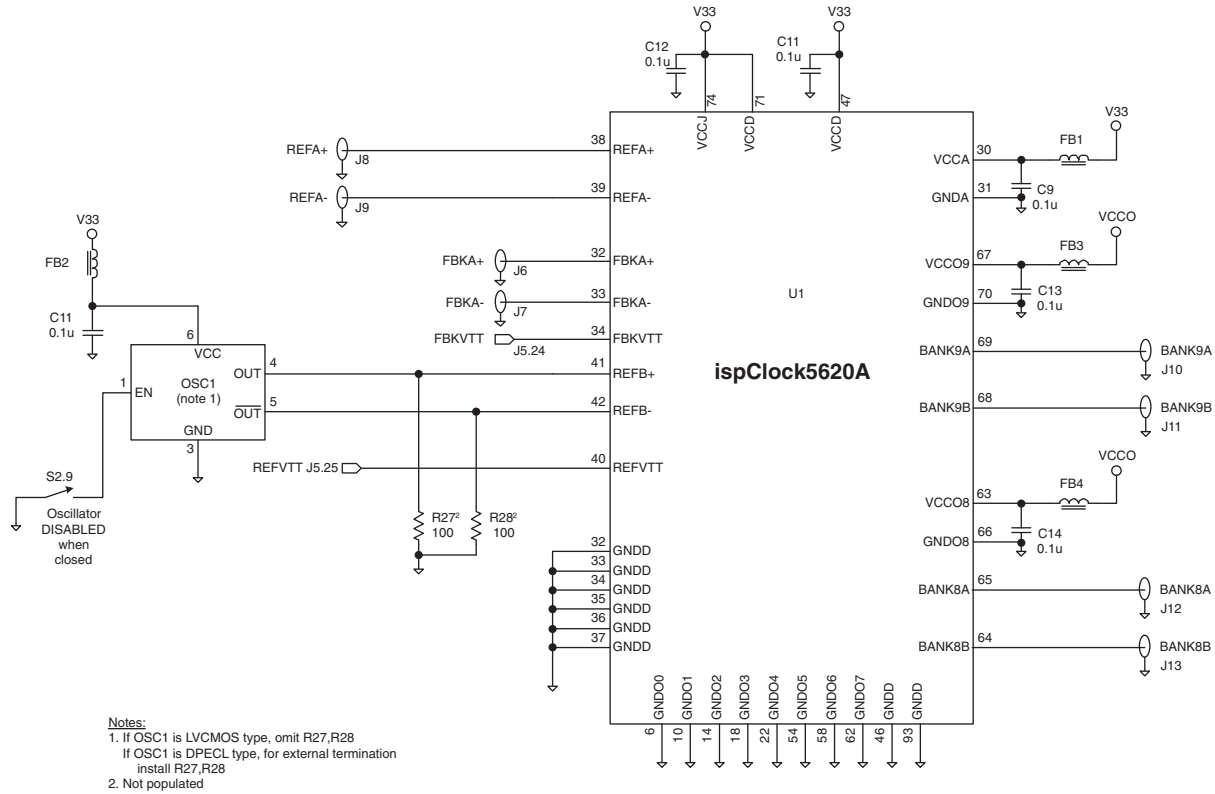 V33
C12
0.1u
74
VCCJ
71
VCCD
V33
C11
0.1u
47
VCCD
REFA+
J8
38
REFA+
REFA-
J9
39
REFA-
FBKA+
J6
32
FBKA+
FBKA-
J7
33
FBKA-
FBKVTT
J5.24
34
FBKVTT
41
REFB+
42
REFB-
REFVTT J5.25
40
REFVTT
V33
FB2
C11
0.1u
6
VCC
1
EN
OSC1
(note 1)
OUT
4
OUT
5
GND
3
S2.9
Oscillator
DISABLED
when
closed
R27²
100
R28²
100
32
GNDD
33
GNDD
34
GNDD
35
GNDD
36
GNDD
37
GNDD
U1
ispClock5620A
V33
FB1
VCCA
30
GNDA
31
C9
0.1u
VCCO
FB3
VCCO9
67
GNDO9
70
C13
0.1u
BANK9A
69
BANK9A
J10
BANK9B
68
BANK9B
J11
VCCO
FB4
VCCO8
63
GNDO8
66
C14
0.1u
BANK8A
65
BANK8A
J12
BANK8B
64
BANK8B
J13
GNDO0
6
GNDO1
10
GNDO2
14
GNDO3
18
GNDO4
22
GNDO5
54
GNDO6
58
GNDO7
62
GNDD
46
GNDD
93
Notes:
1. If OSC1 is LVCMOS type, omit R27,R28
If OSC1 is DPECL type, for external termination
install R27,R28
2. Not populated